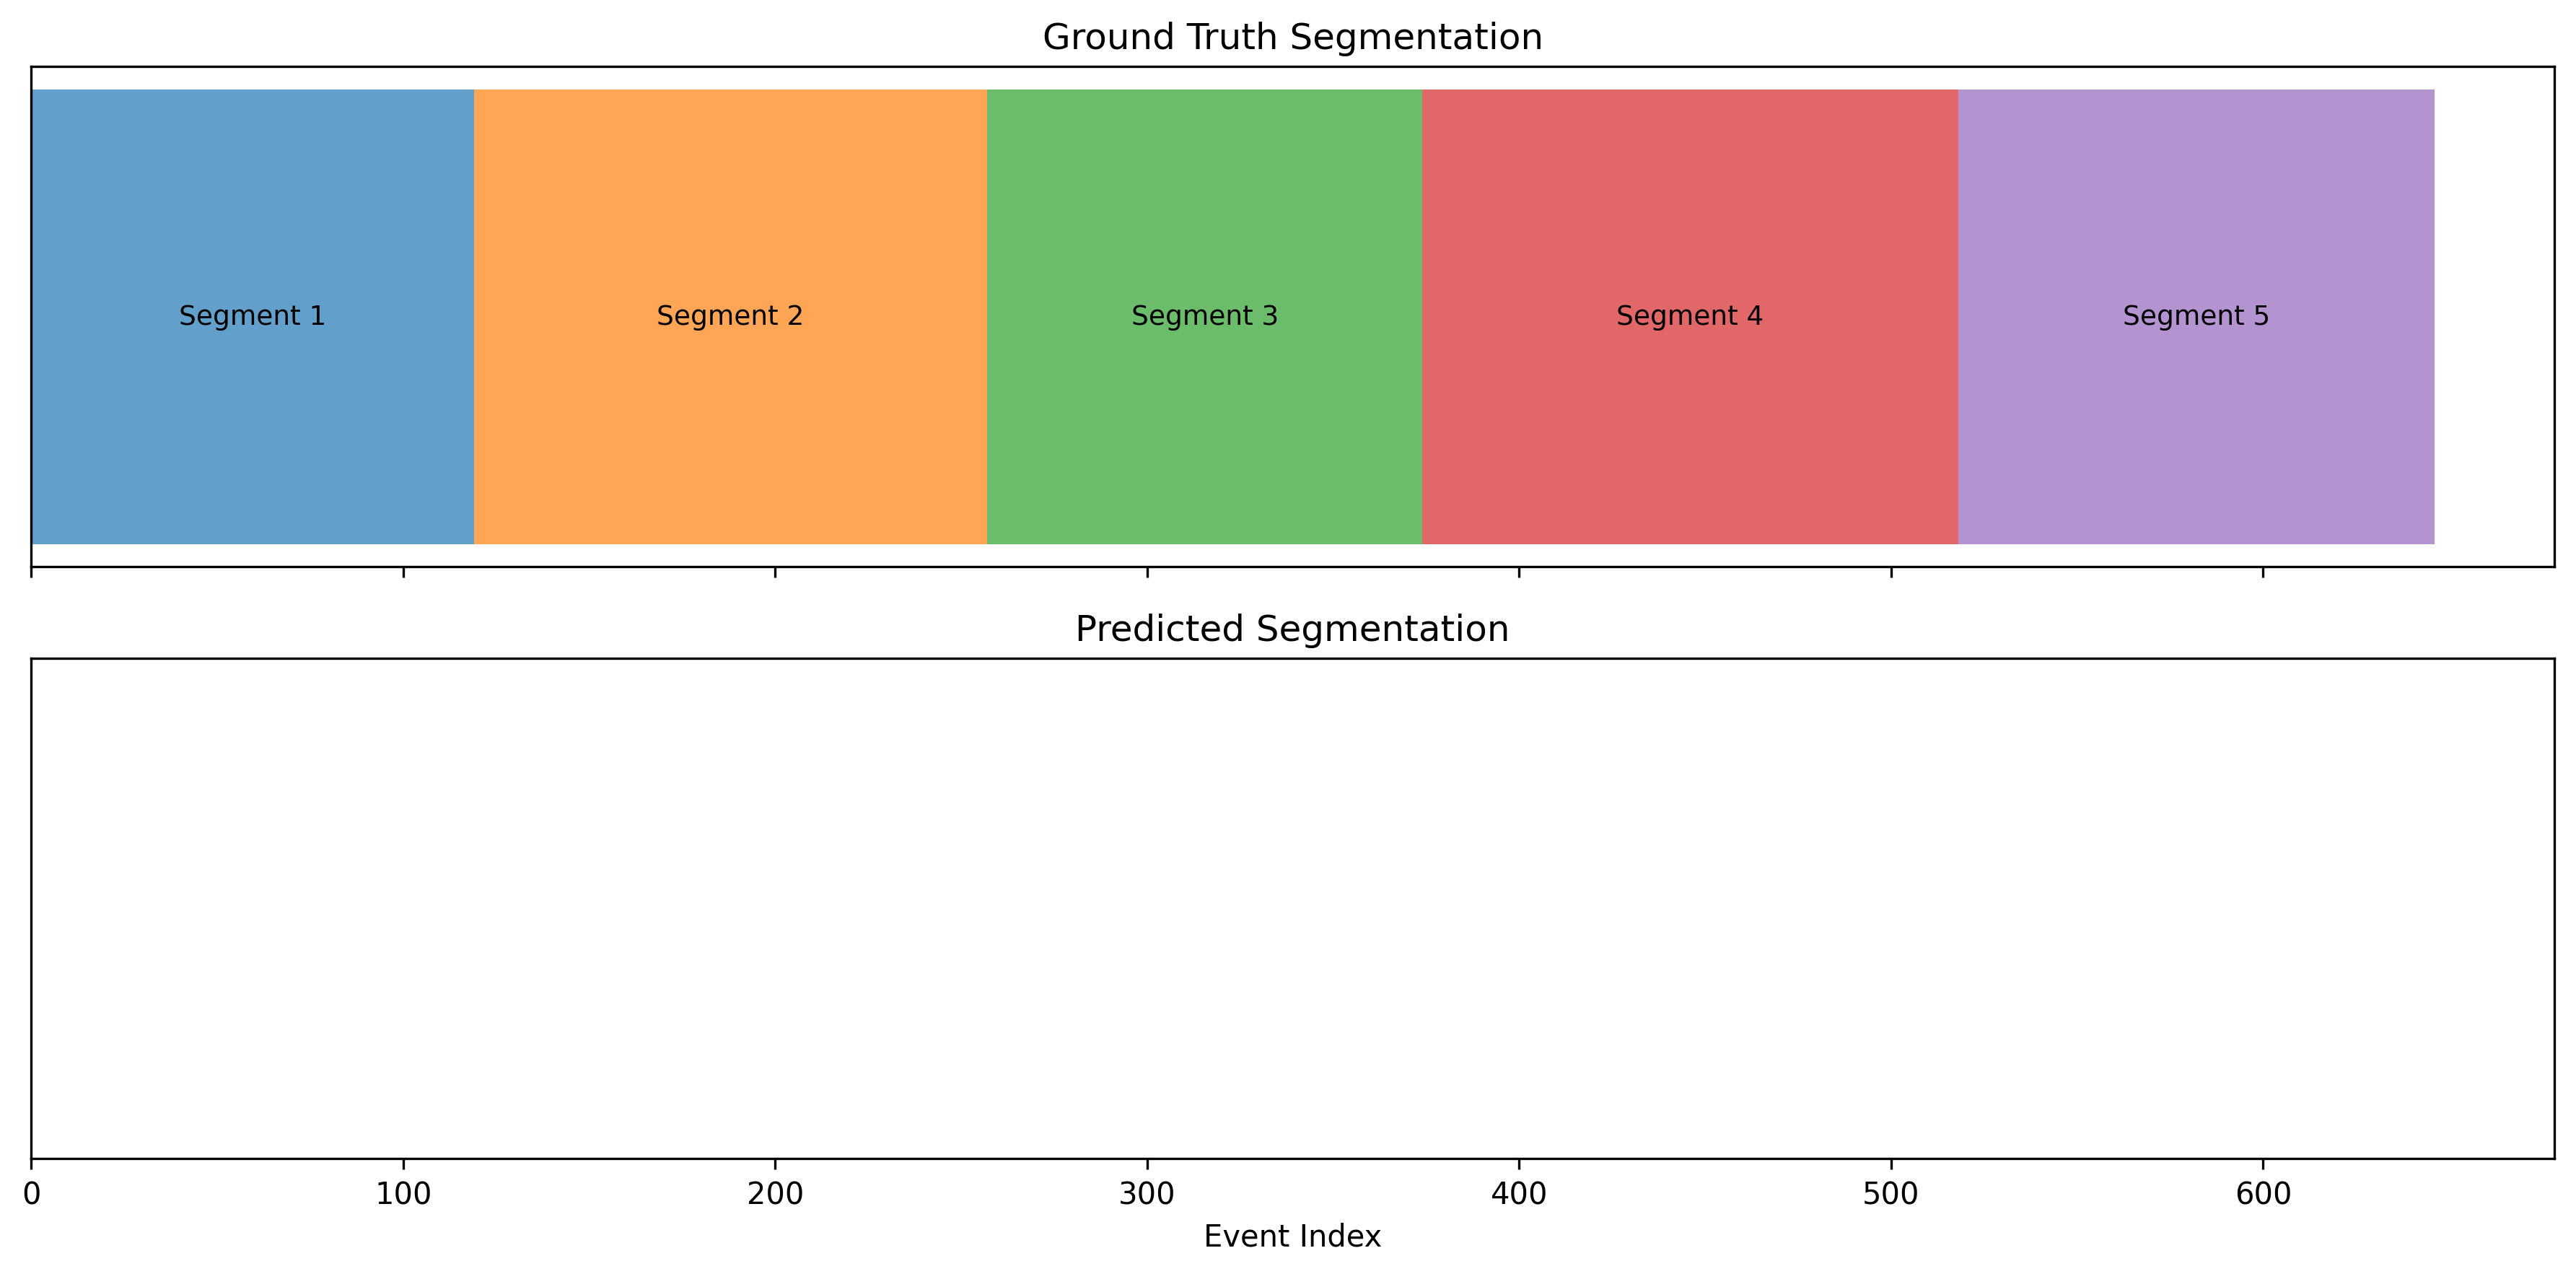 Ground Truth Segmentation
Segment 1 Segment 2 Segment 3 Segment 4 Segment 5
Predicted Segmentation
0 100 200 300 400 500 600
Event Index